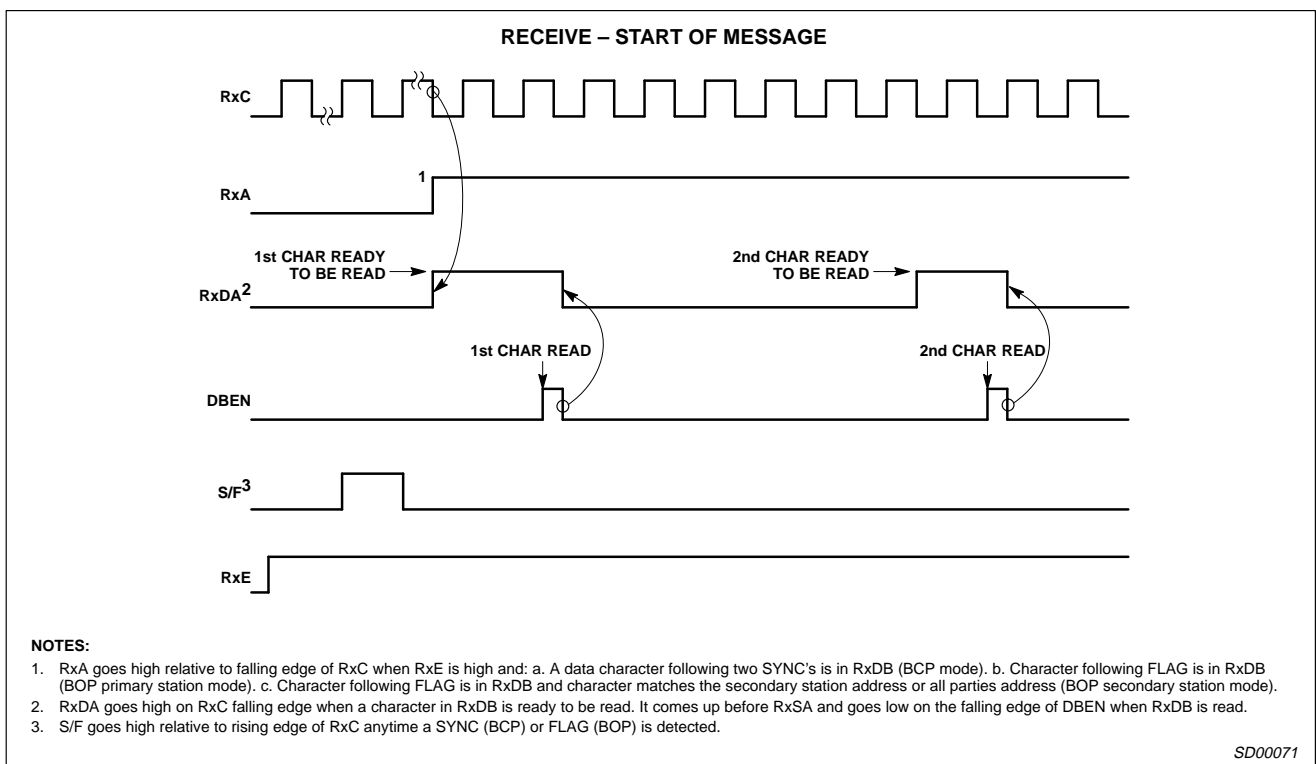 RECEIVE – START OF MESSAGE
RxC
1
RxA
1st CHAR READY
TO BE READ
2nd CHAR READY
TO BE READ
RxDA2
1st CHAR READ
2nd CHAR READ
DBEN
S/F3
RxE
NOTES:
1. RxA goes high relative to falling edge of RxC when RxE is high and: a. A data character following two SYNC's is in RxDB (BCP mode). b. Character following FLAG is in RxDB
(BOP primary station mode). c. Character following FLAG is in RxDB and character matches the secondary station address or all parties address (BOP secondary station mode).
2. RxDA goes high on RxC falling edge when a character in RxDB is ready to be read. It comes up before RxSA and goes low on the falling edge of DBEN when RxDB is read.
3. S/F goes high relative to rising edge of RxC anytime a SYNC (BCP) or FLAG (BOP) is detected.
SD00071